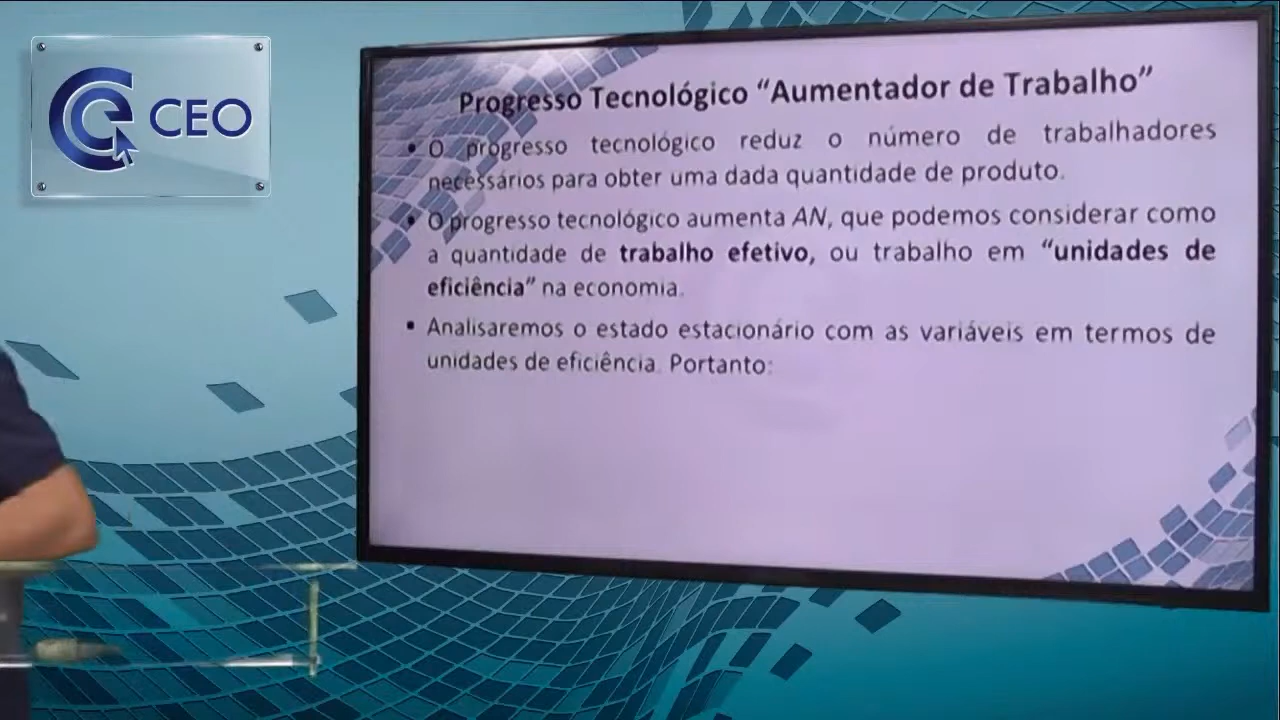 CEO
Progresso Tecnológico “Aumentador de Trabalho”
• O progresso tecnológico reduz o número de trabalhadores
necessários para obter uma dada quantidade de produto.
• O progresso tecnológico aumenta AN, que podemos considerar como
a quantidade de trabalho efetivo, ou trabalho em “unidades de
eficiência” na economia.
▪ Analisaremos o estado estacionário com as variáveis em termos de
unidades de eficiência. Portanto: